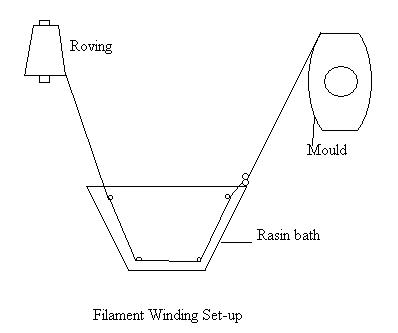 Roving
Mould
Rasin bath
Filament Winding Set-up